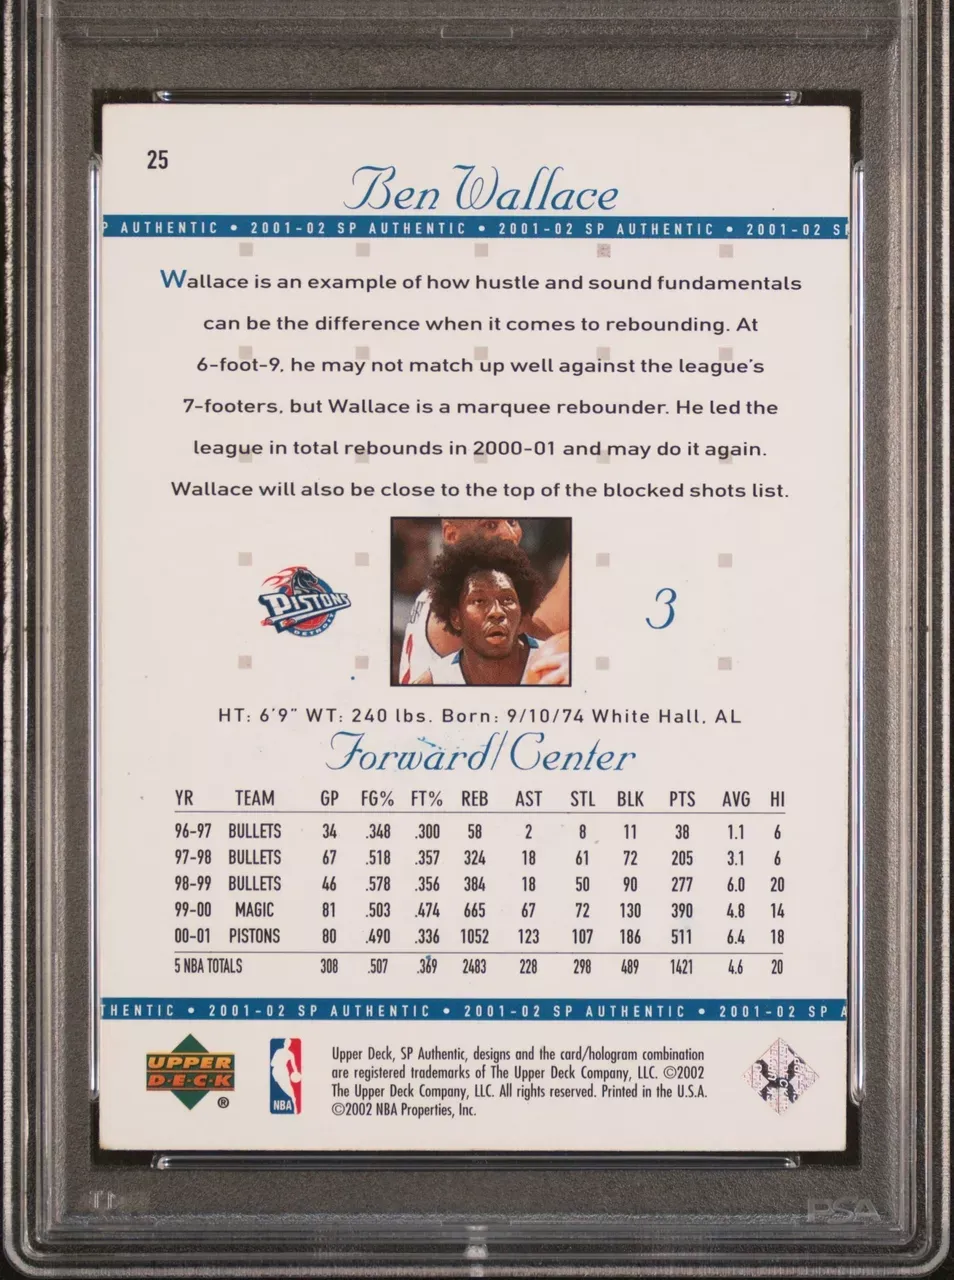 25
Ben Wallace
P AUTHENTIC • 2001-02 SP AUTHENTIC • 2001-02 SP AUTHENTIC • 2001-02 SP
Wallace is an example of how hustle and sound fundamentals
can be the difference when it comes to rebounding. At
6-foot-9, he may not match up well against the league's
7-footers, but Wallace is a marquee rebounder. He led the
league in total rebounds in 2000-01 and may do it again.
Wallace will also be close to the top of the blocked shots list.
PISTONS
DETROIT
3
HT: 6'9" WT: 240 lbs. Born: 9/10/74 White Hall, AL
Forward/Center
YR TEAM GP FG% FT% REB AST STL BLK PTS AVG HI
96-97 BULLETS 34 .348 .300 58 2 8 11 38 1.1 6
97-98 BULLETS 67 .518 .357 324 18 61 72 205 3.1 6
98-99 BULLETS 46 .578 .356 384 18 50 90 277 6.0 20
99-00 MAGIC 81 .503 .474 665 67 72 130 390 4.8 14
00-01 PISTONS 80 .490 .336 1052 123 107 186 511 6.4 18
5 NBA TOTALS 308 .507 .369 2483 228 298 489 1421 4.6 20
THENTIC • 2001-02 SP AUTHENTIC • 2001-02 SP AUTHENTIC • 2001-02 SP A
UPPER
DECK
®
NBA
Upper Deck, SP Authentic, designs and the card/hologram combination
are registered trademarks of The Upper Deck Company, LLC. ©2002
The Upper Deck Company, LLC. All rights reserved. Printed in the U.S.A.
©2002 NBA Properties, Inc.
PSA